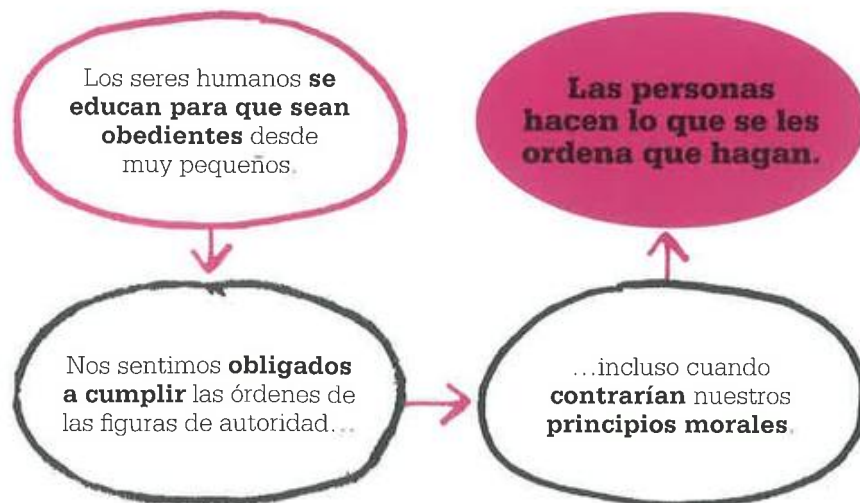 Los seres humanos se
educan para que sean
obedientes desde
muy pequeños.
Nos sentimos obligados
a cumplir las órdenes de
las figuras de autoridad…
…incluso cuando
contrarían nuestros
principios morales.
Las personas
hacen lo que se les
ordena que hagan.